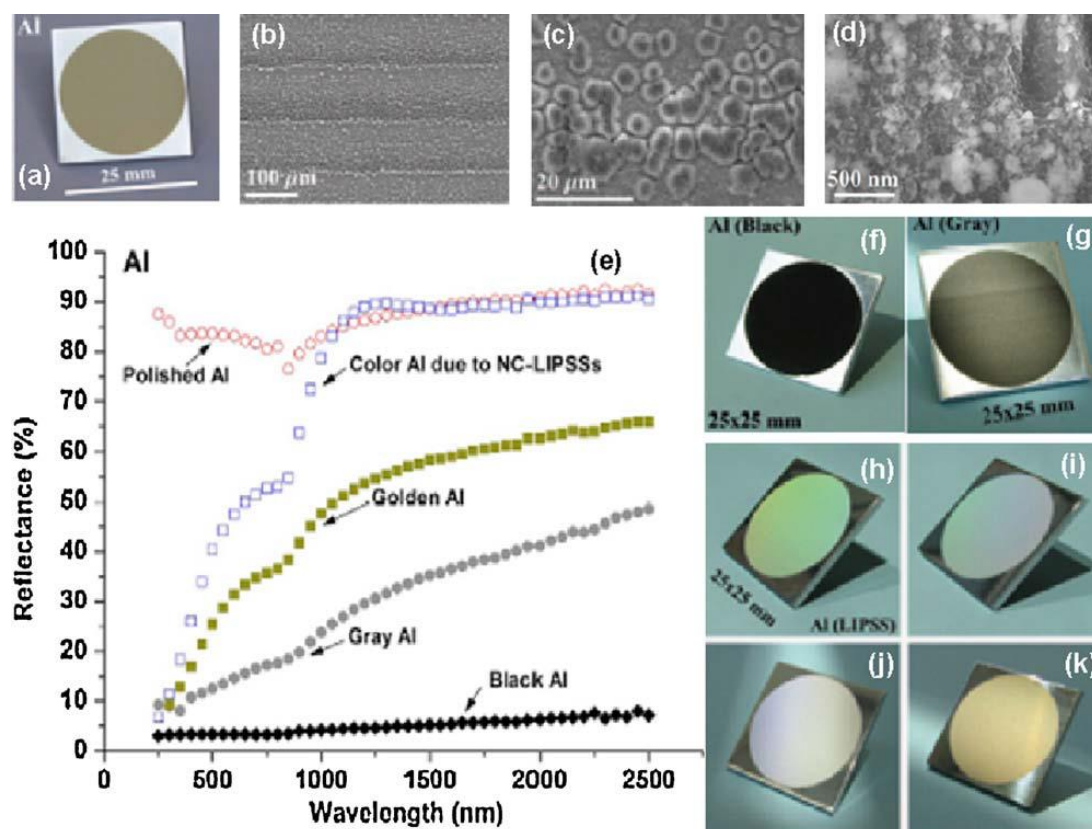 Al
(a)
25 mm
(b)
100 μm
(c)
20 μm
(d)
500 nm
100
90
80
70
60
50
40
30
20
10
0
Reflectance (%)
Al
(e)
Polished Al
Color Al due to NC-LIPSSs
Golden Al
Gray Al
Black Al
0
500
1000
1500
2000
2500
Wavelength (nm)
Al (Black)
(f)
25x25 mm
Al (Gray)
(g)
25x25 mm
(h)
25x25 mm
Al (LIPSS)
(i)
(j)
(k)